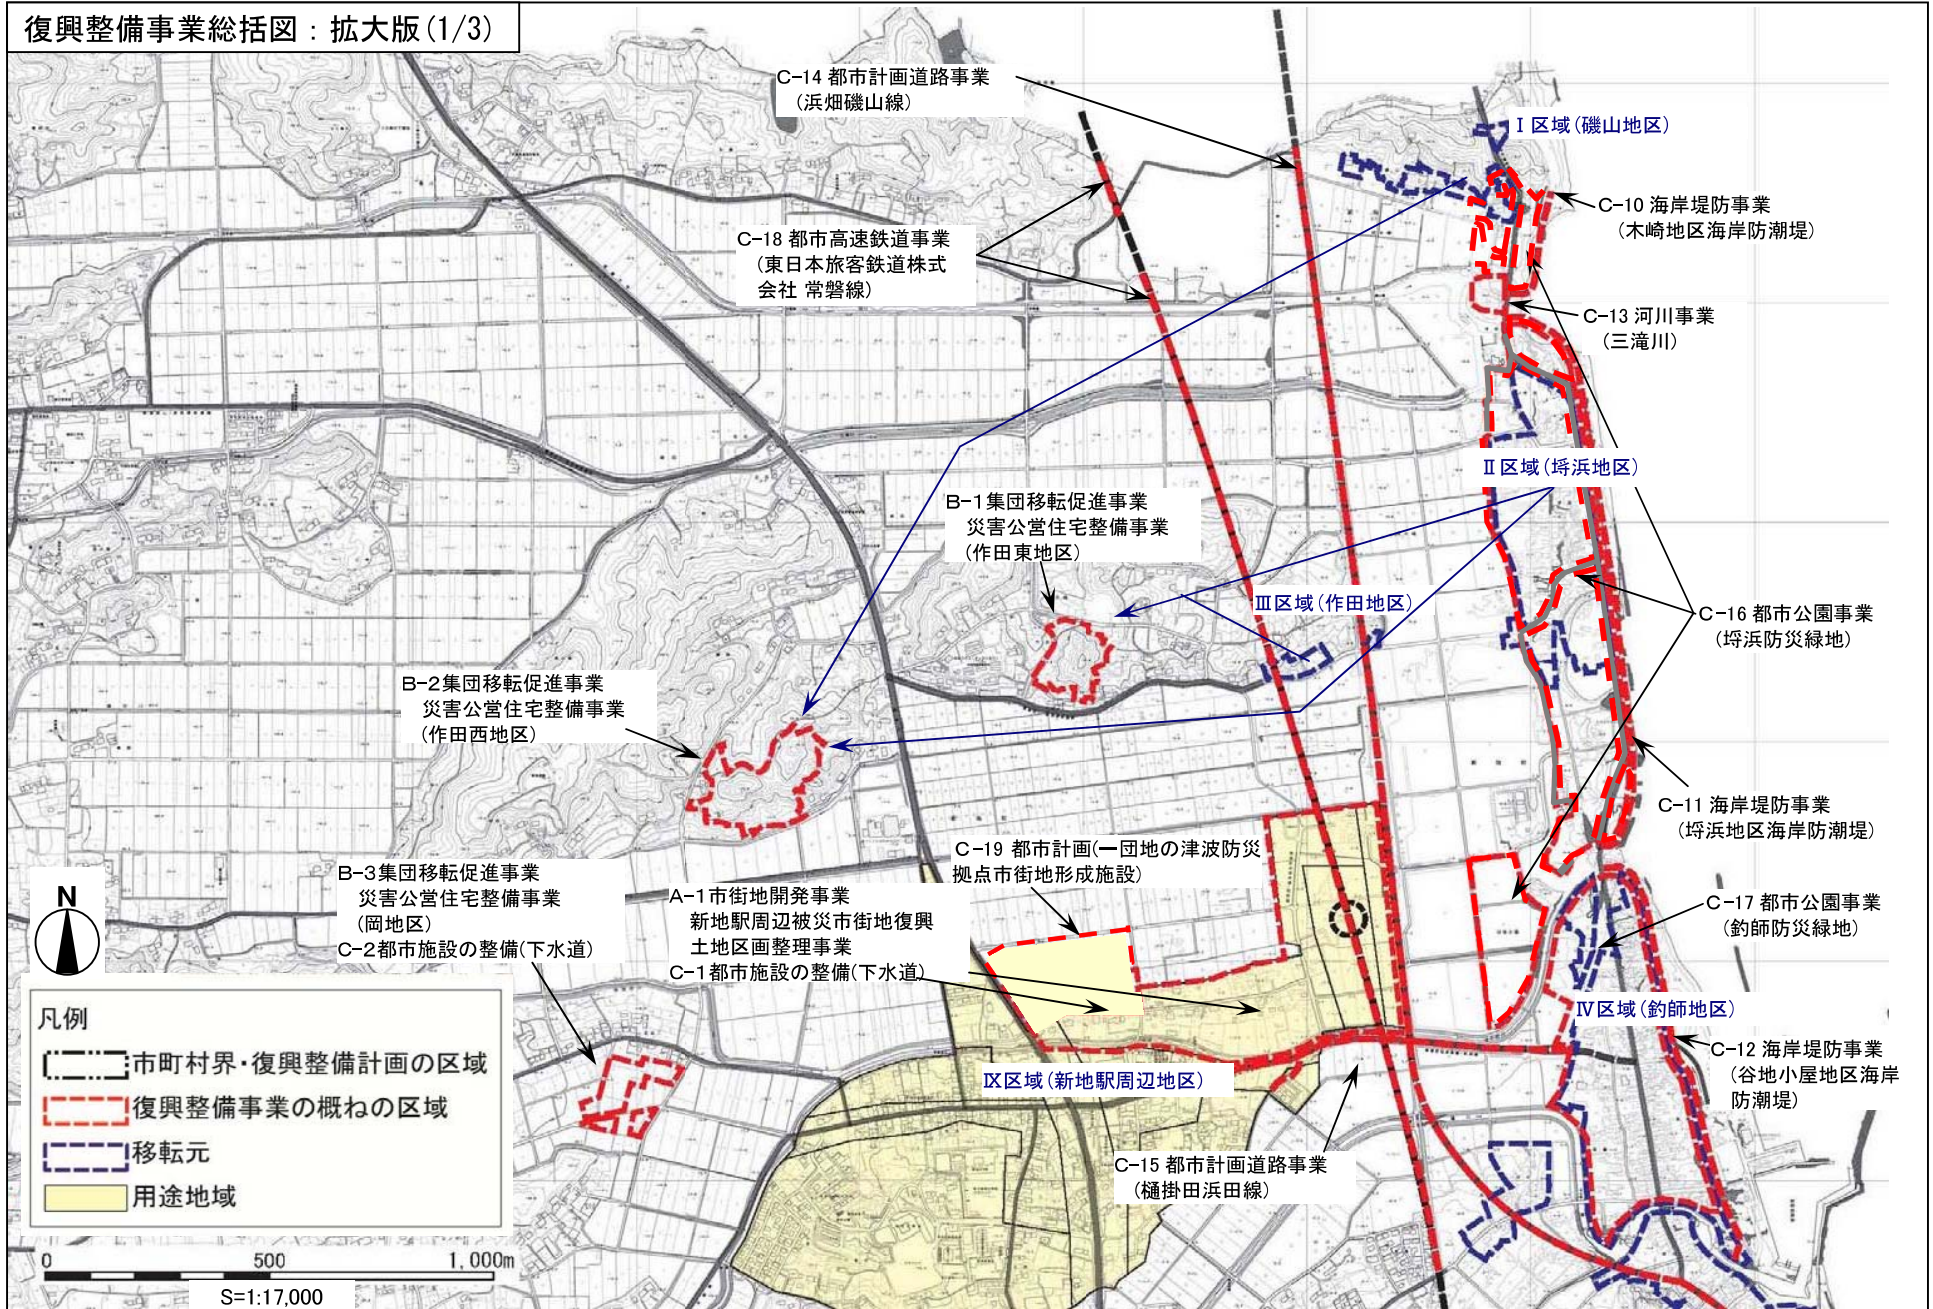 復興整備事業総括図：拡大版(1/3)
C-14 都市計画道路事業
（浜畑磯山線）
Ⅰ区域(磯山地区)
C-10 海岸堤防事業
（木崎地区海岸防潮堤）
C-18 都市高速鉄道事業
（東日本旅客鉄道株式
会社 常磐線）
C-13 河川事業
（三滝川）
Ⅱ区域(埒浜地区)
B-1集団移転促進事業
災害公営住宅整備事業
（作田東地区）
Ⅲ区域(作田地区)
C-16 都市公園事業
（埒浜防災緑地）
B-2集団移転促進事業
災害公営住宅整備事業
（作田西地区）
C-11 海岸堤防事業
（埒浜地区海岸防潮堤）
C-19 都市計画(一団地の津波防災
拠点市街地形成施設)
B-3集団移転促進事業
災害公営住宅整備事業
（岡地区）
C-2都市施設の整備(下水道)
A-1市街地開発事業
新地駅周辺被災市街地復興
土地区画整理事業
C-1都市施設の整備(下水道)
C-17 都市公園事業
（釣師防災緑地）
Ⅳ区域(釣師地区)
C-12 海岸堤防事業
（谷地小屋地区海岸
防潮堤）
Ⅸ区域(新地駅周辺地区)
C-15 都市計画道路事業
（樋掛田浜田線）
N
凡例
市町村界・復興整備計画の区域
復興整備事業の概ねの区域
移転元
用途地域
0 500 1,000m
S=1:17,000